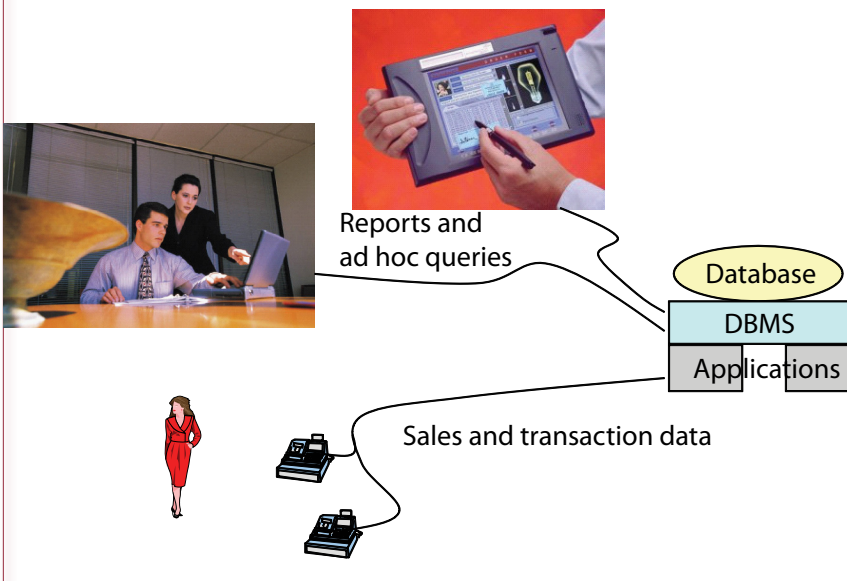 Reports and
ad hoc queries
Database
DBMS
Applications
Sales and transaction data